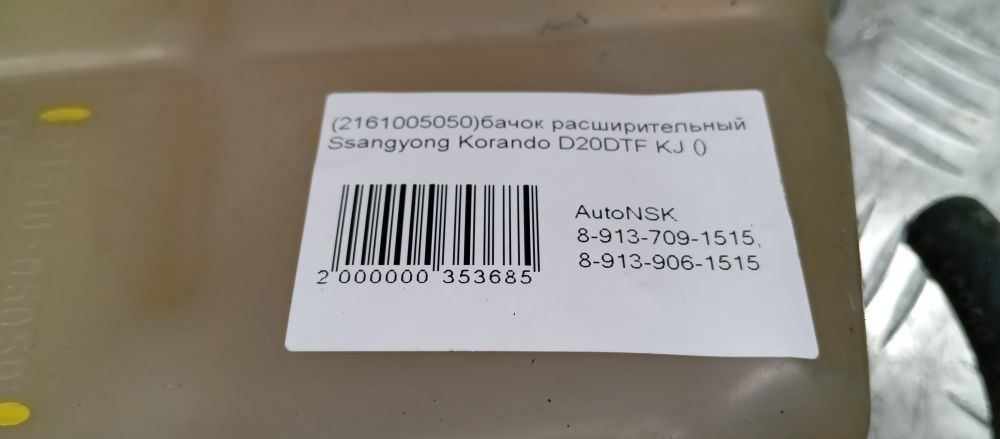 (2161005050)бачок расширительный
Ssangyong Korando D20DTF KJ ()
AutoNSK
8-913-709-1515,
8-913-906-1515
2 000000 353685